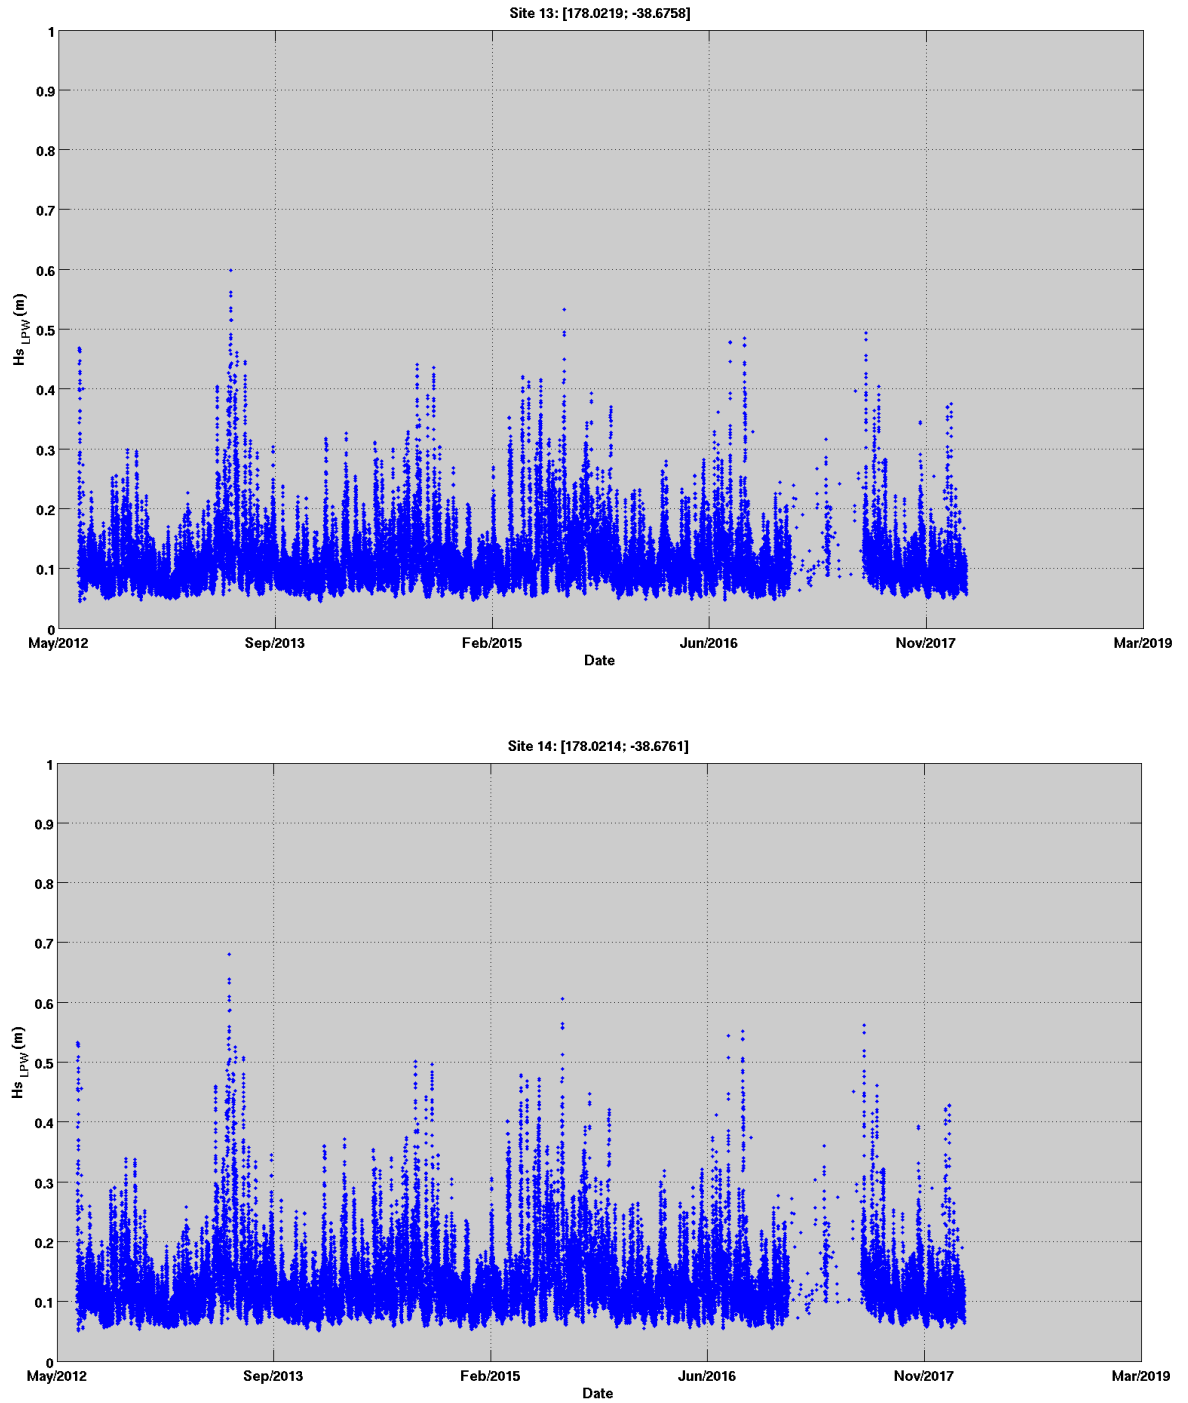 Site 13: [178.0219; -38.6758]
1
0.9
0.8
0.7
0.6
0.5
0.4
0.3
0.2
0.1
0
Hs LPW (m)
May/2012 Sep/2013 Feb/2015 Jun/2016 Nov/2017 Mar/2019
Date
Site 14: [178.0214; -38.6761]
1
0.9
0.8
0.7
0.6
0.5
0.4
0.3
0.2
0.1
0
Hs LPW (m)
May/2012 Sep/2013 Feb/2015 Jun/2016 Nov/2017 Mar/2019
Date